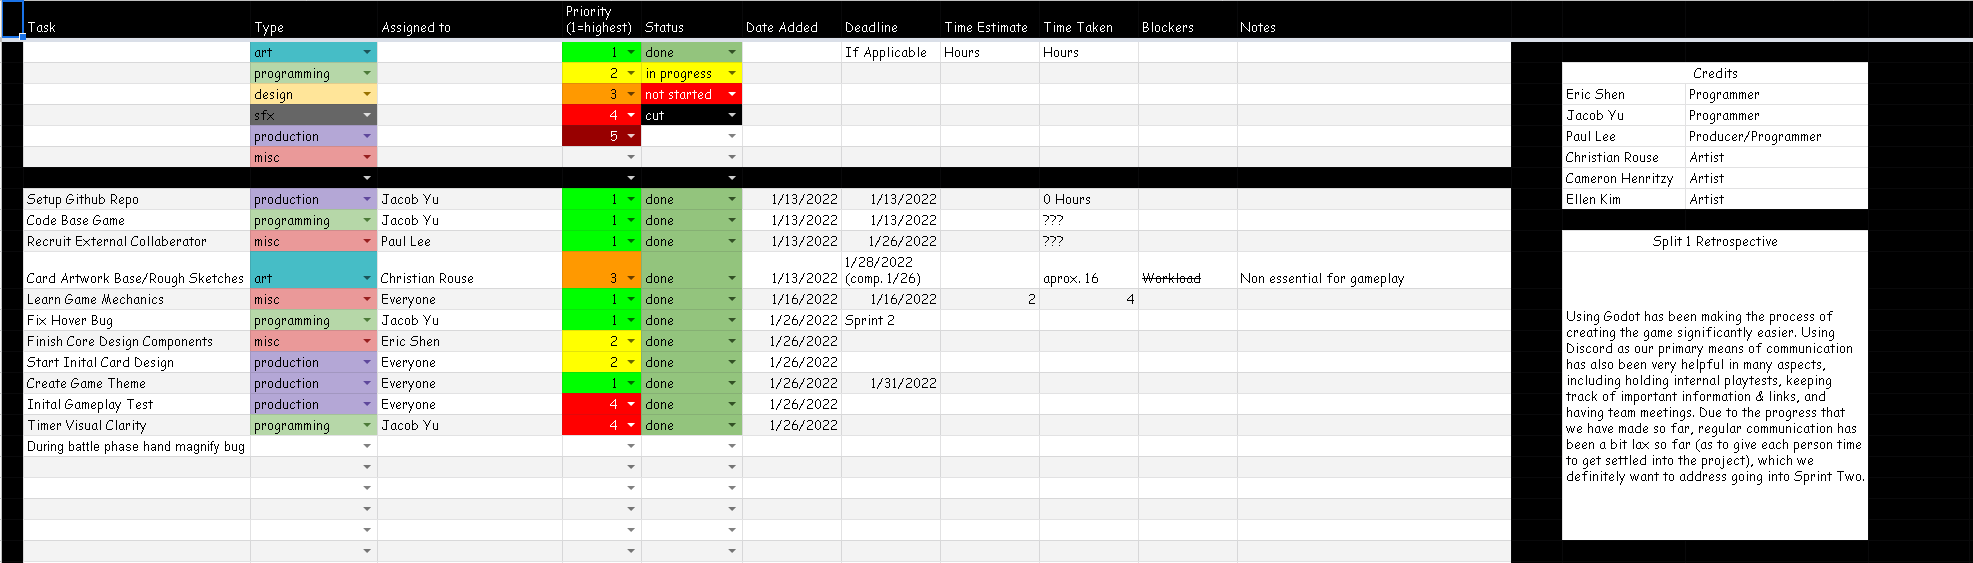 Task Type Assigned to Priority (1=highest) Status Date Added Deadline Time Estimate Time Taken Blockers Notes
art 1 done If Applicable Hours Hours
programming 2 in progress
design 3 not started
sfx 4 cut
production 5
misc
Setup Github Repo production Jacob Yu 1 done 1/13/2022 1/13/2022 0 Hours
Code Base Game programming Jacob Yu 1 done 1/13/2022 1/13/2022 ???
Recruit External Collaberator misc Paul Lee 1 done 1/13/2022 1/26/2022 ???
Card Artwork Base/Rough Sketches art Christian Rouse 3 done 1/13/2022 1/28/2022 (comp. 1/26) aprox. 16 Workload Non essential for gameplay
Learn Game Mechanics misc Everyone 1 done 1/16/2022 1/16/2022 2 4
Fix Hover Bug programming Jacob Yu 1 done 1/26/2022 Sprint 2
Finish Core Design Components misc Eric Shen 2 done 1/26/2022
Start Inital Card Design production Everyone 2 done 1/26/2022
Create Game Theme production Everyone 1 done 1/26/2022 1/31/2022
Inital Gameplay Test production Everyone 4 done 1/26/2022
Timer Visual Clarity programming Jacob Yu 4 done 1/26/2022
During battle phase hand magnify bug
Credits
Eric Shen Programmer
Jacob Yu Programmer
Paul Lee Producer/Programmer
Christian Rouse Artist
Cameron Henritzy Artist
Ellen Kim Artist
Split 1 Retrospective
Using Godot has been making the process of
creating the game significantly easier. Using
Discord as our primary means of communication
has also been very helpful in many aspects,
including holding internal playtests, keeping
track of important information & links, and
having team meetings. Due to the progress that
we have made so far, regular communication has
been a bit lax so far (as to give each person time
to get settled into the project), which we
definitely want to address going into Sprint Two.